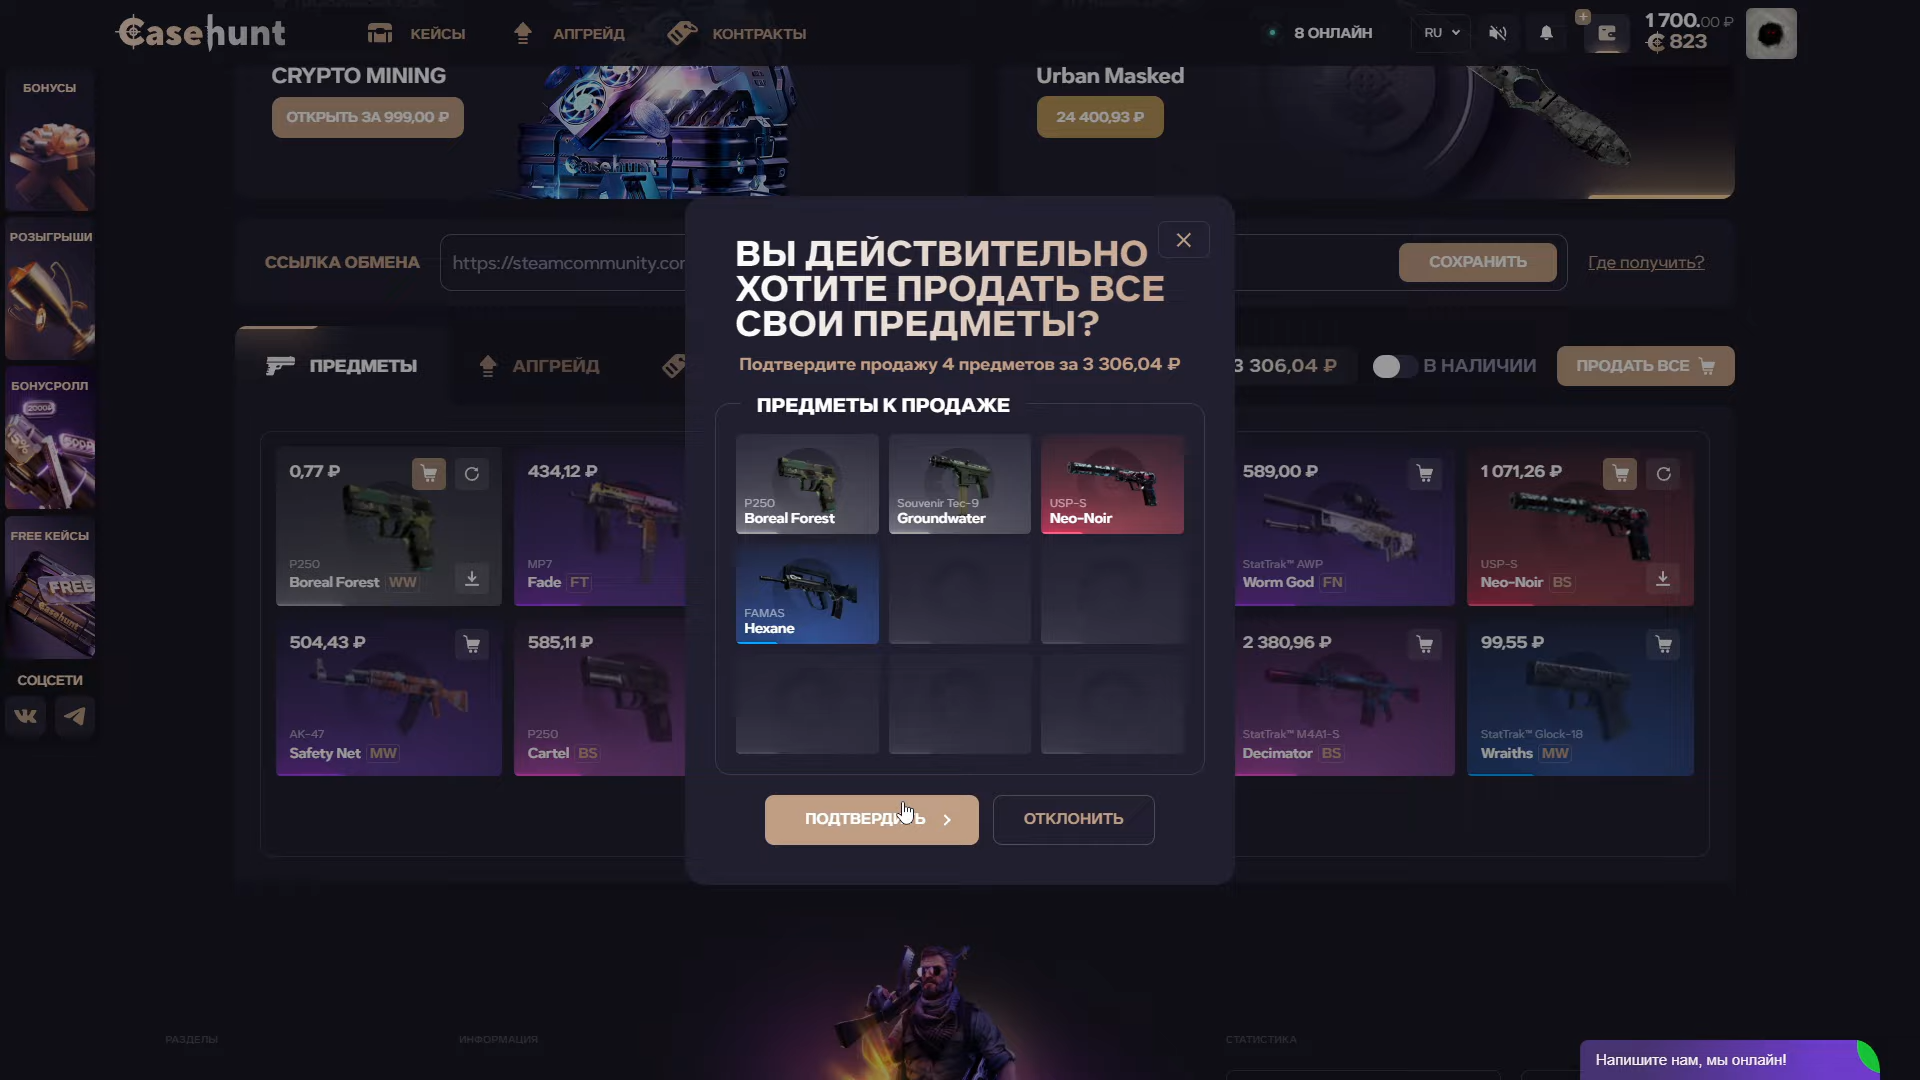 Casehunt
КЕЙСЫ
АПГРЕЙД
КОНТРАКТЫ
8 ОНЛАЙН
RU
1 700.00 ₽
823
БОНУСЫ
РОЗЫГРЫШИ
БОНУСРОЛЛ
FREE КЕЙСЫ
FREE
СОЦСЕТИ
CRYPTO MINING
ОТКРЫТЬ ЗА 999,00 ₽
Casehunt
Urban Masked
24 400,93 ₽
ССЫЛКА ОБМЕНА
https://steamcommunity.co
СОХРАНИТЬ
Где получить?
ПРЕДМЕТЫ
АПГРЕЙД
3 306,04 ₽
В НАЛИЧИИ
ПРОДАТЬ ВСЕ
0,77 ₽
P250
Boreal Forest WW
434,12 ₽
MP7
Fade FT
589,00 ₽
StatTrak™ AWP
Worm God FN
1 071,26 ₽
USP-S
Neo-Noir BS
504,43 ₽
AK-47
Safety Net MW
585,11 ₽
P250
Cartel BS
2 380,96 ₽
StatTrak™ M4A1-S
Decimator BS
99,55 ₽
StatTrak™ Glock-18
Wraiths MW
ВЫ ДЕЙСТВИТЕЛЬНО
ХОТИТЕ ПРОДАТЬ ВСЕ
СВОИ ПРЕДМЕТЫ?
Подтвердите продажу 4 предметов за 3 306,04 ₽
ПРЕДМЕТЫ К ПРОДАЖЕ
P250
Boreal Forest
Souvenir Tec-9
Groundwater
USP-S
Neo-Noir
FAMAS
Hexane
ПОДТВЕРДИТЬ
ОТКЛОНИТЬ
РАЗДЕЛЫ
ИНФОРМАЦИЯ
СТАТИСТИКА
Напишите нам, мы онлайн!